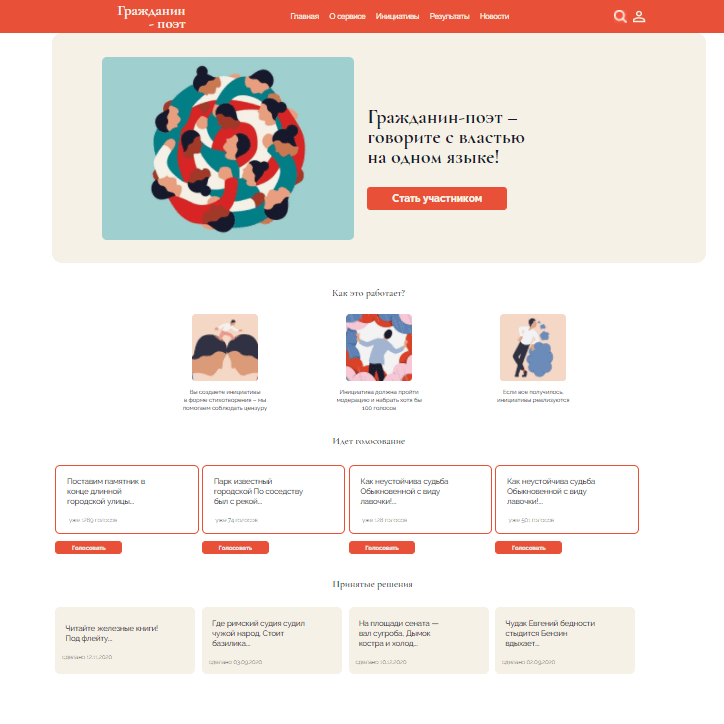 Гражданин
- поэт
Главная О сервисе Инициативы Результаты Новости
Гражданин-поэт –
говорите с властью
на одном языке!
Стать участником
Как это работает?
Вы создаете инициативы
в форме стихотворения – мы
помогаем соблюдать цензуру
Инициатива должна пройти
модерацию и набрать хотя бы
100 голосов
Если все получилось,
инициативы реализуются
Идет голосование
Поставим памятник в
конце длинной
городской улицы...
уже 1289 голосов
Парк известный
городской По соседству
был с рекой...
уже 74 голосов
Как неустойчива судьба
Обыкновенной с виду
лавочки!...
уже 128 голосов
Как неустойчива судьба
Обыкновенной с виду
лавочки!...
уже 501 голосов
Голосовать Голосовать Голосовать Голосовать
Принятые решения
Читайте железные книги!
Под флейту...
сделано 12.11.2020
Где римский судия судил
чужой народ, Стоит
базилика...
сделано 03.09.2020
На площади сената —
вал сугроба, Дымок
костра и холод...
сделано 10.12.2020
Чудак Евгений бедности
стыдится Бензин
вдыхает...
сделано 02.09.2020